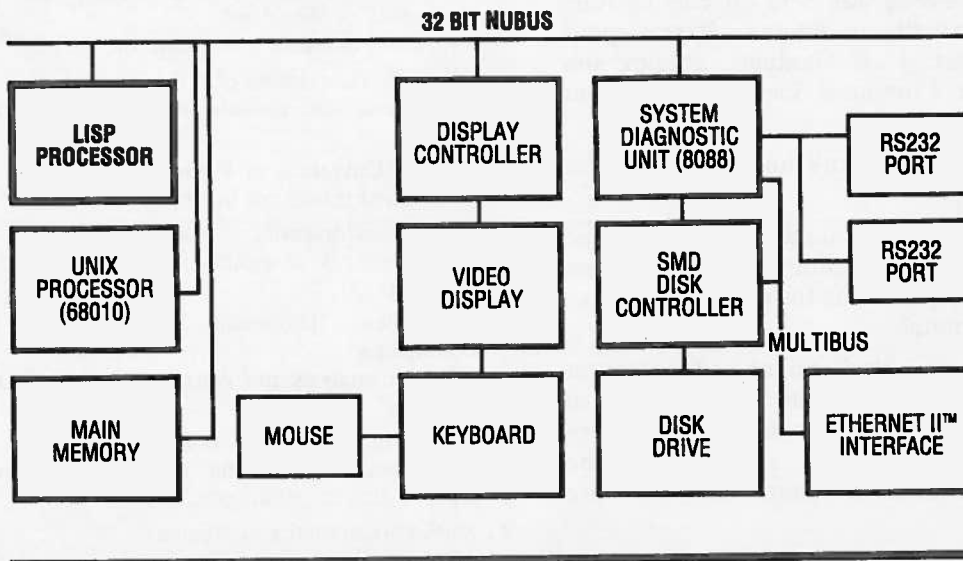 32 BIT NUBUS
LISP
PROCESSOR
DISPLAY
CONTROLLER
SYSTEM
DIAGNOSTIC
UNIT (8088)
RS232
PORT
UNIX
PROCESSOR
(68010)
VIDEO
DISPLAY
SMD
DISK
CONTROLLER
RS232
PORT
MULTIBUS
MAIN
MEMORY
MOUSE
KEYBOARD
DISK
DRIVE
ETHERNET II™
INTERFACE